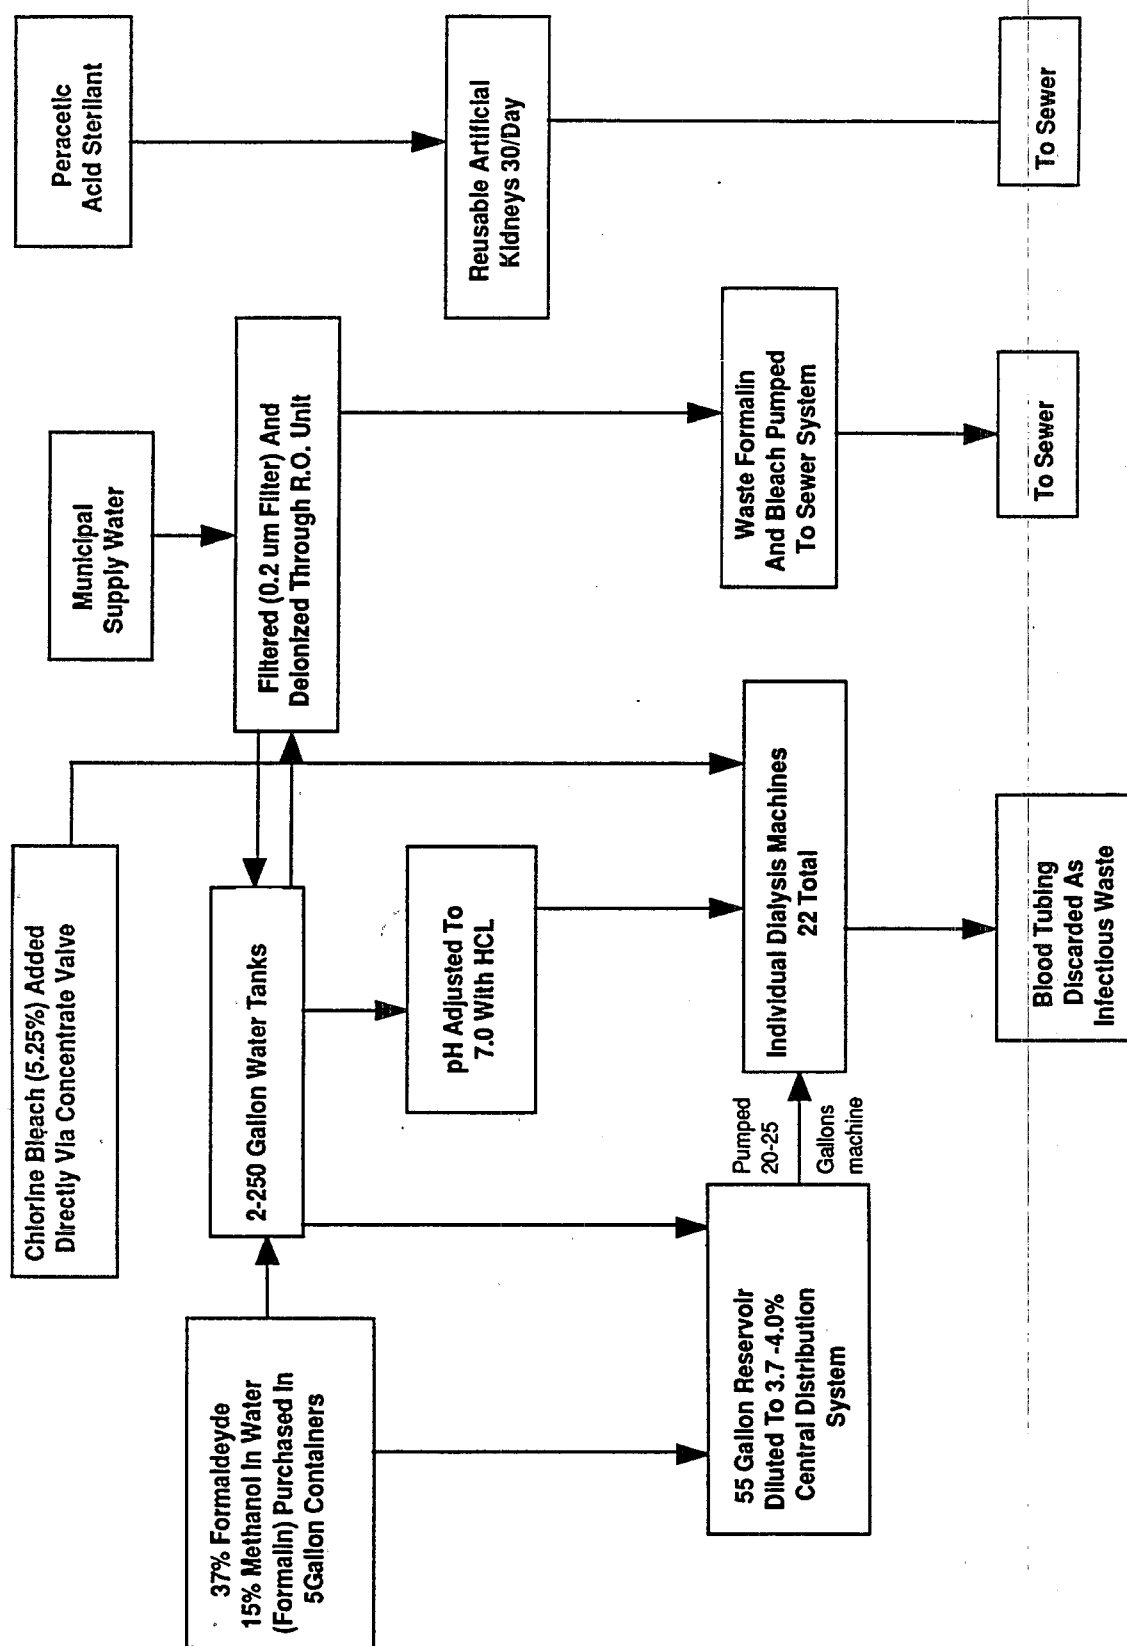 Chlorine Bleach (5.25%) Added
Directly Via Concentrate Valve
Municipal
Supply Water
Peracetic
Acid Sterilant
37% Formaldeyde
15% Methanol In Water
(Formalin) Purchased In
5Gallon Containers
2-250 Gallon Water Tanks
Filtered (0.2 um Filter) And
Deionized Through R.O. Unit
pH Adjusted To
7.0 With HCL
Reusable Artificial
Kidneys 30/Day
55 Gallon Reservoir
Diluted To 3.7 -4.0%
Central Distribution
System
Pumped
20-25
Gallons
machine
Individual Dialysis Machines
22 Total
Waste Formalin
And Bleach Pumped
To Sewer System
Blood Tubing
Discarded As
Infectious Waste
To Sewer
To Sewer